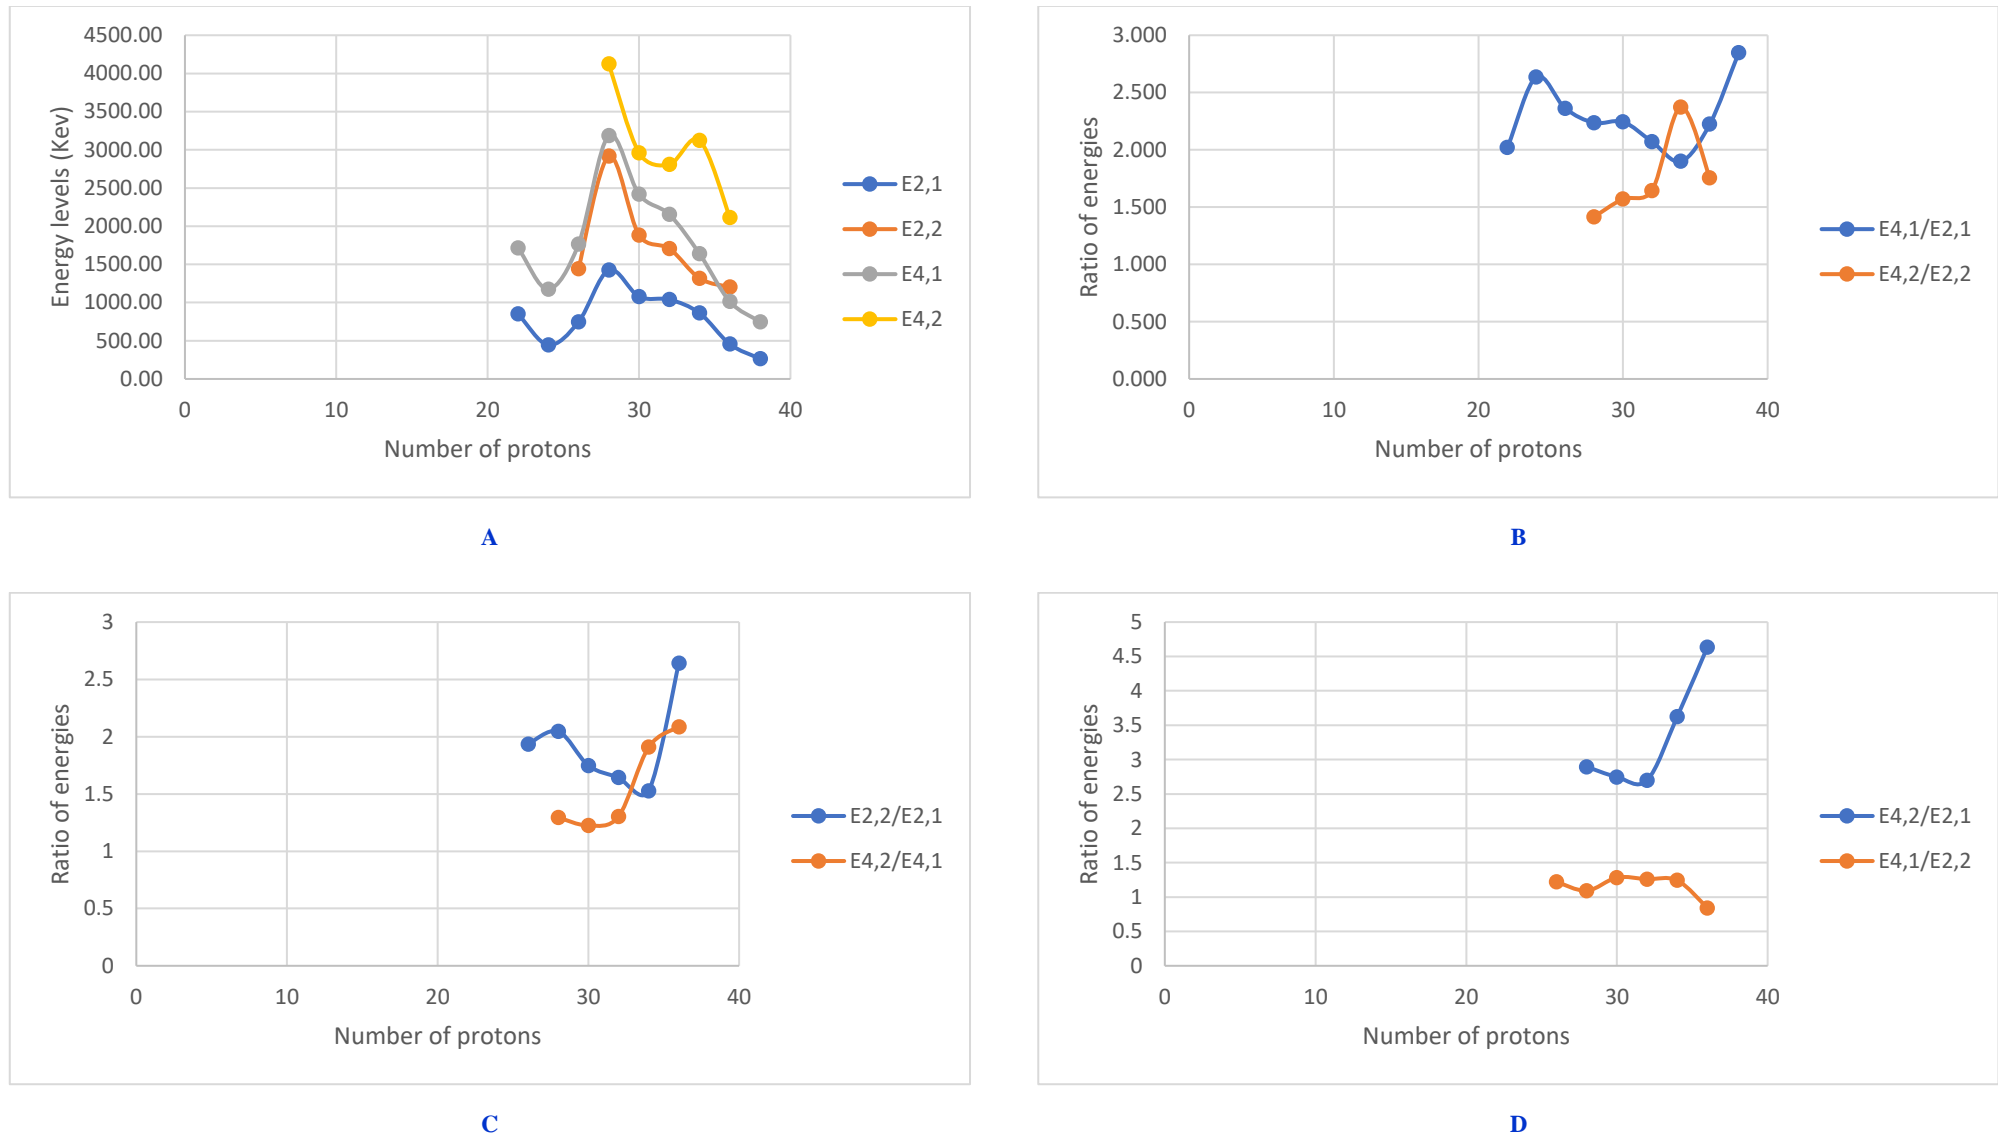 4500.00
4000.00
3500.00
3000.00
2500.00
2000.00
1500.00
1000.00
500.00
0.00
0
10
20
30
40
Energy levels (Kev)
Number of protons
E2,1
E2,2
E4,1
E4,2
A
3.000
2.500
2.000
1.500
1.000
0.500
0.000
0
10
20
30
40
Ratio of energies
Number of protons
E4,1/E2,1
E4,2/E2,2
B
3
2.5
2
1.5
1
0.5
0
0
10
20
30
40
Ratio of energies
Number of protons
E2,2/E2,1
E4,2/E4,1
C
5
4.5
4
3.5
3
2.5
2
1.5
1
0.5
0
0
10
20
30
40
Ratio of energies
Number of protons
E4,2/E2,1
E4,1/E2,2
D